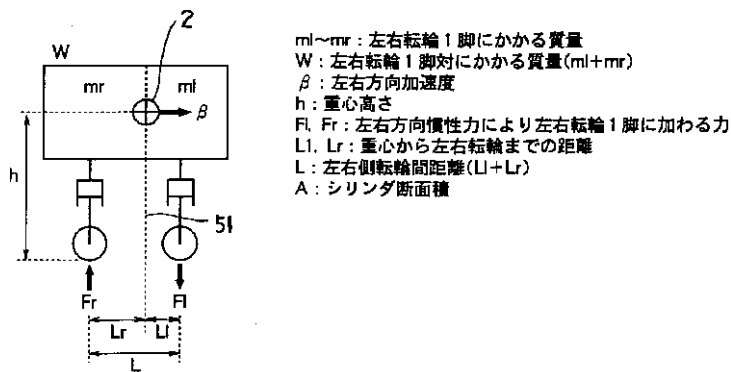 2
W
mr
ml
β
h
51
Fr
Fl
Lr
Ll
L
ml~mr：左右転輪1脚にかかる質量
W：左右転輪1脚対にかかる質量(ml+mr)
β：左右方向加速度
h：重心高さ
Fl, Fr：左右方向慣性力により左右転輪1脚に加わる力
Ll, Lr：重心から左右転輪までの距離
L：左右側転輪間距離(Ll+Lr)
A：シリンダ断面積